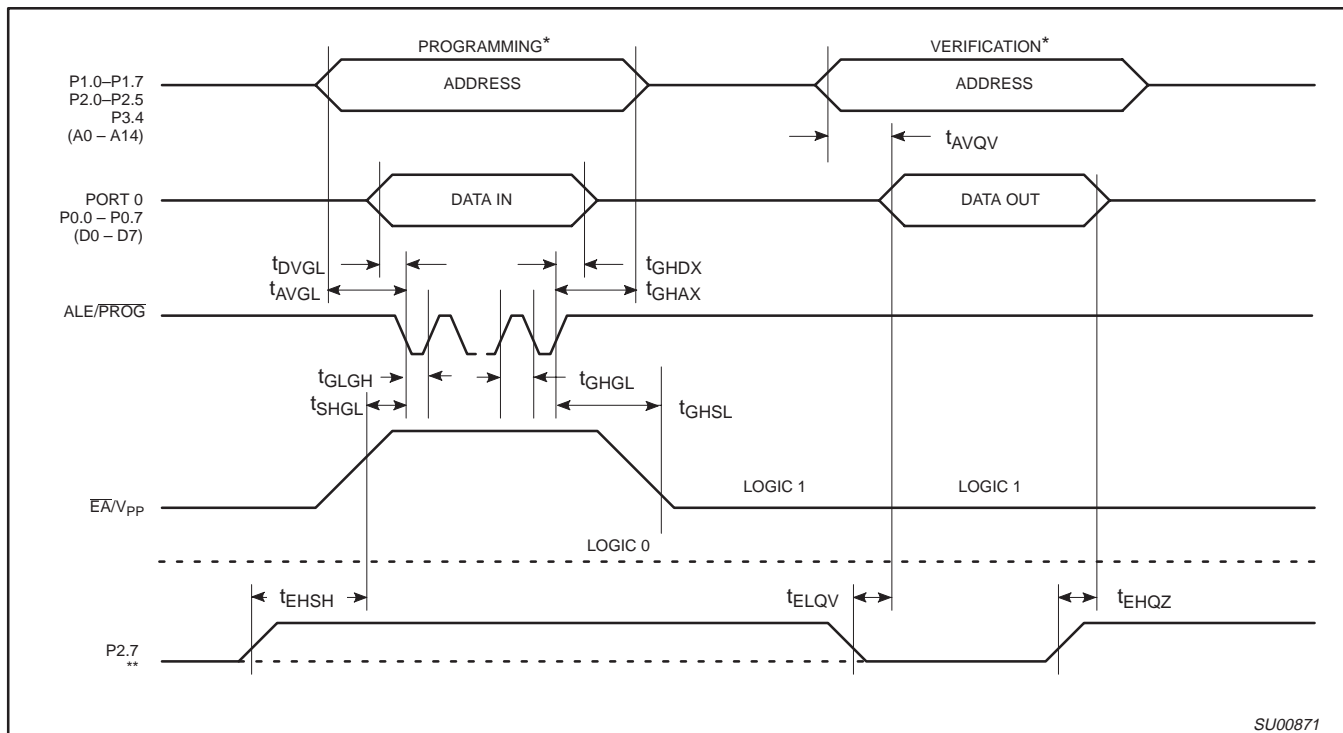 PROGRAMMING*
VERIFICATION*
P1.0–P1.7
P2.0–P2.5
P3.4
(A0 – A14)
ADDRESS
ADDRESS
tAVQV
PORT 0
P0.0 – P0.7
(D0 – D7)
DATA IN
DATA OUT
tDVGL
tGHDX
tAVGL
tGHAX
ALE/PROG
tGLGH
tGHGL
tSHGL
tGHSL
EA/VPP
LOGIC 1
LOGIC 1
LOGIC 0
tEHSH
tELQV
tEHQZ
P2.7
**
SU00871